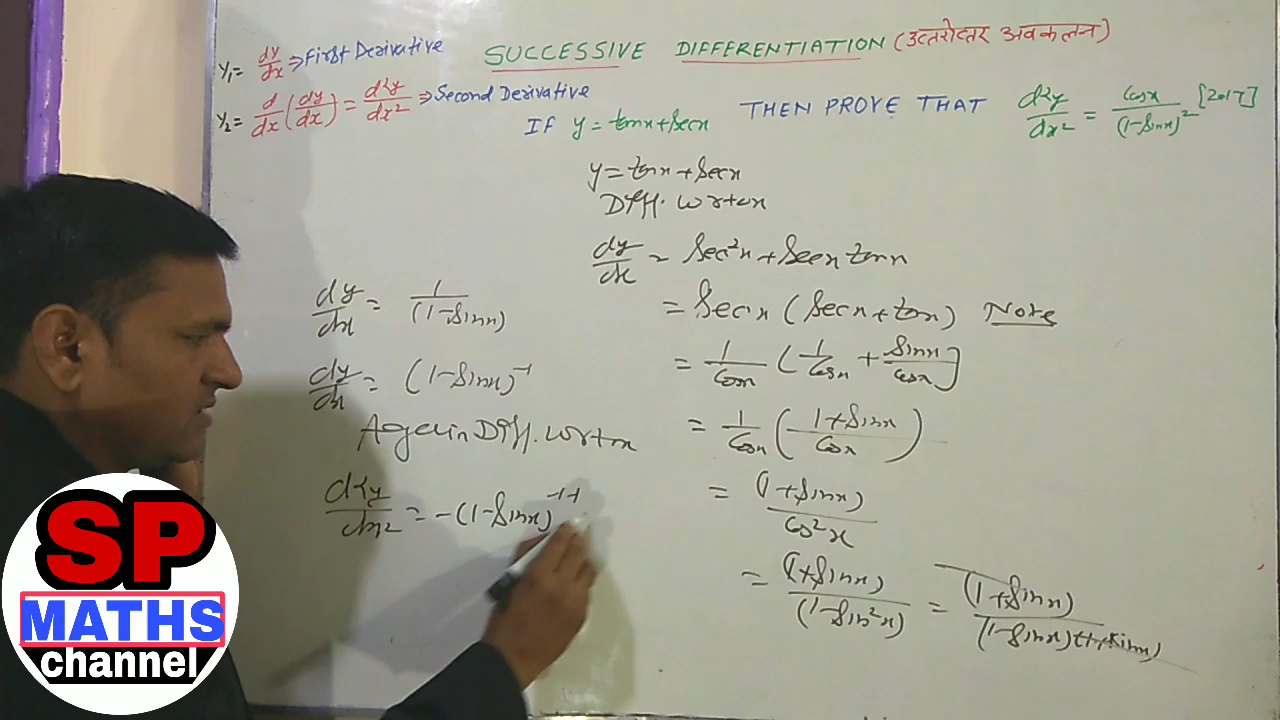 SUCCESSIVE DIFFERENTIATION (उत्तरोत्तर अवकलन)
y₁ = dy/dx ⇒ First Derivative
y₂ = d/dx (dy/dx) = d²y/dx² ⇒ Second Derivative
IF y = tanx + secx THEN PROVE THAT d²y/dx² = cosx/(1-sinx)² [2017]
y = tanx + secx
Diff. w r to x
dy/dx = sec²x + secx tanx
= secx (secx + tanx) Note
= 1/cosx (1/cosx + sinx/cosx]
= 1/cosx ((1+sinx)/cosx)
= (1+sinx)/cos²x
= (1+sinx)/(1-sin²x) = (1+sinx)/(1-sinx)(1+sinx)
dy/dx = 1/(1-sinx)
dy/dx = (1-sinx)⁻¹
Again Diff. w r to x
d²y/dx² = -(1-sinx)⁻¹⁻¹
SP
MATHS
channel